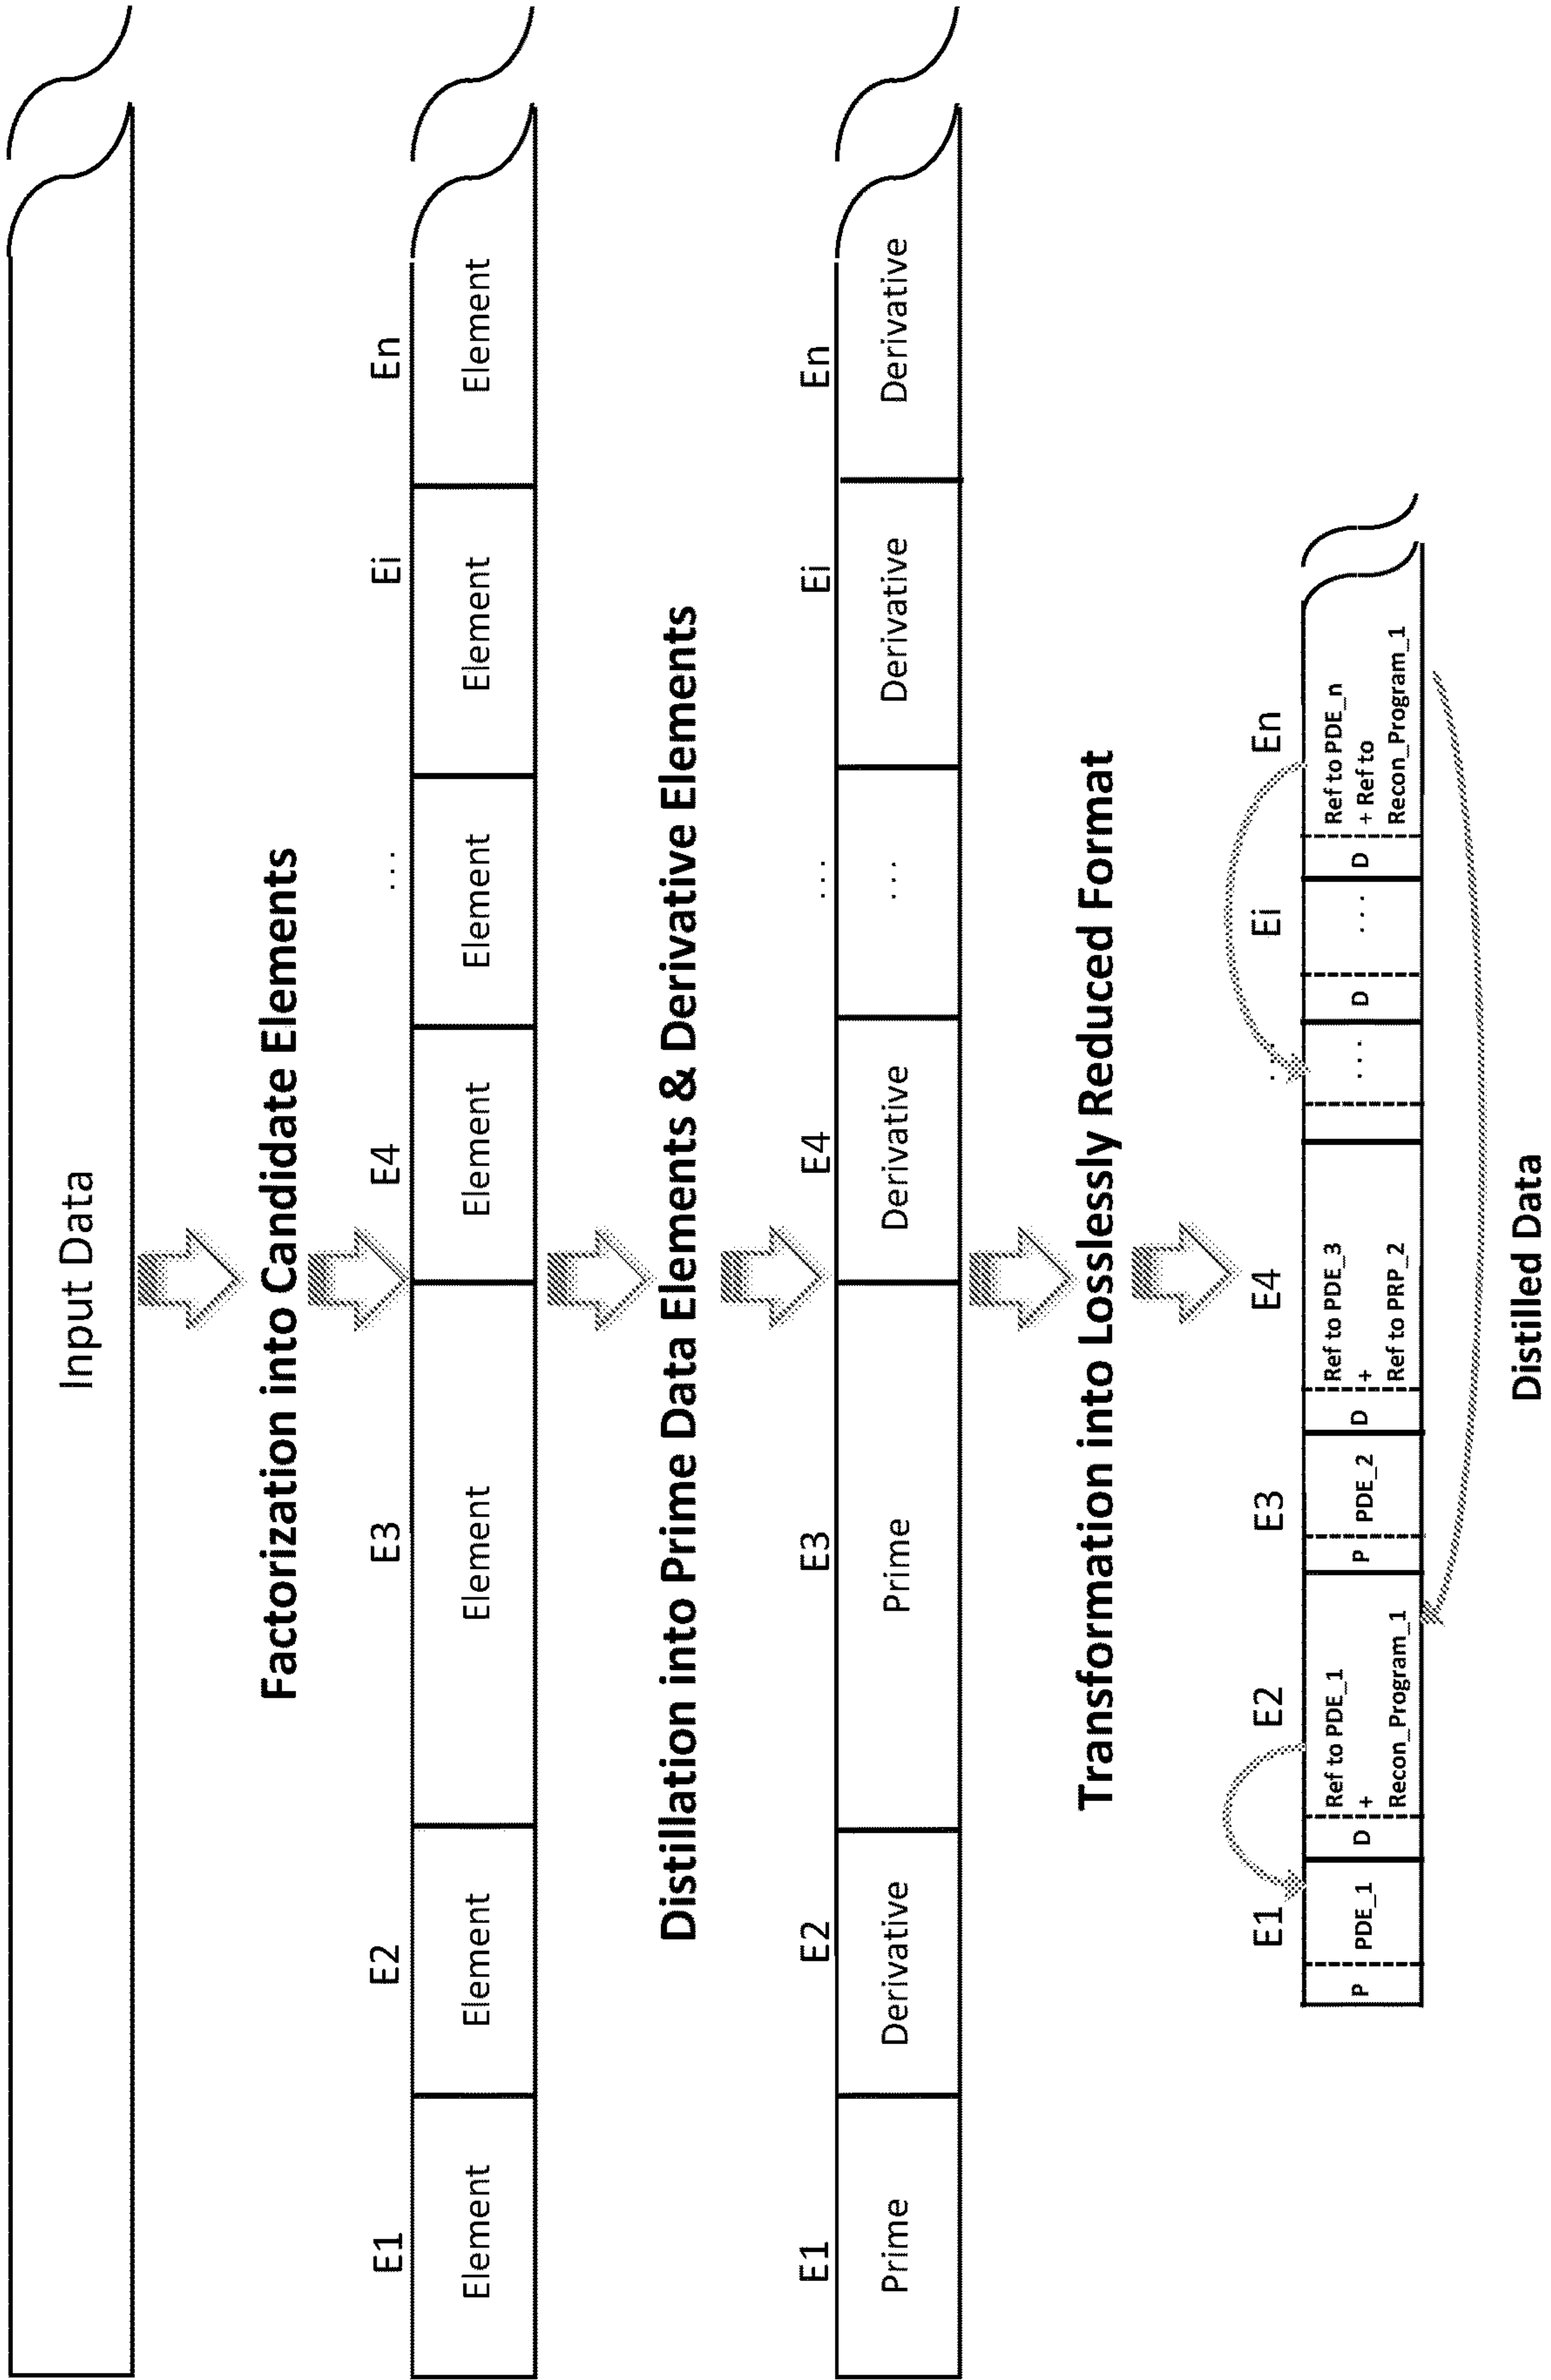 Input Data
Factorization into Candidate Elements
E1 E2 E3 E4 ... Ei En
Element Element Element Element Element Element Element
Distillation into Prime Data Elements & Derivative Elements
E1 E2 E3 E4 ... Ei En
Prime Derivative Prime Derivative ... Derivative Derivative
Transformation into Losslessly Reduced Format
E1 E2 E3 E4 ... Ei En
P PDE_1
D Ref to PDE_1
+
Recon_Program_1
P PDE_2
D Ref to PDE_3
+
Ref to PRP_2
...
D ...
D Ref to PDE_n
+ Ref to
Recon_Program_1
Distilled Data